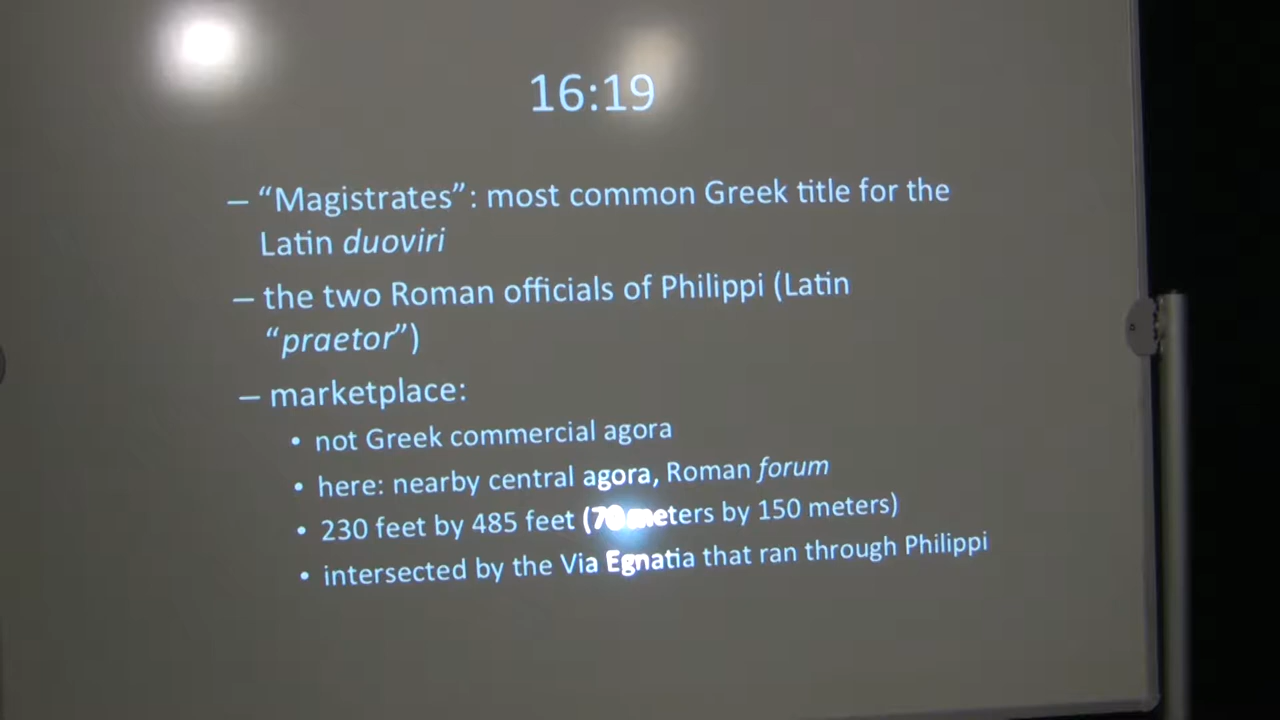 16:19
– “Magistrates”: most common Greek title for the
Latin duoviri
– the two Roman officials of Philippi (Latin
“praetor”)
– marketplace:
• not Greek commercial agora
• here: nearby central agora, Roman forum
• 230 feet by 485 feet (70 meters by 150 meters)
• intersected by the Via Egnatia that ran through Philippi